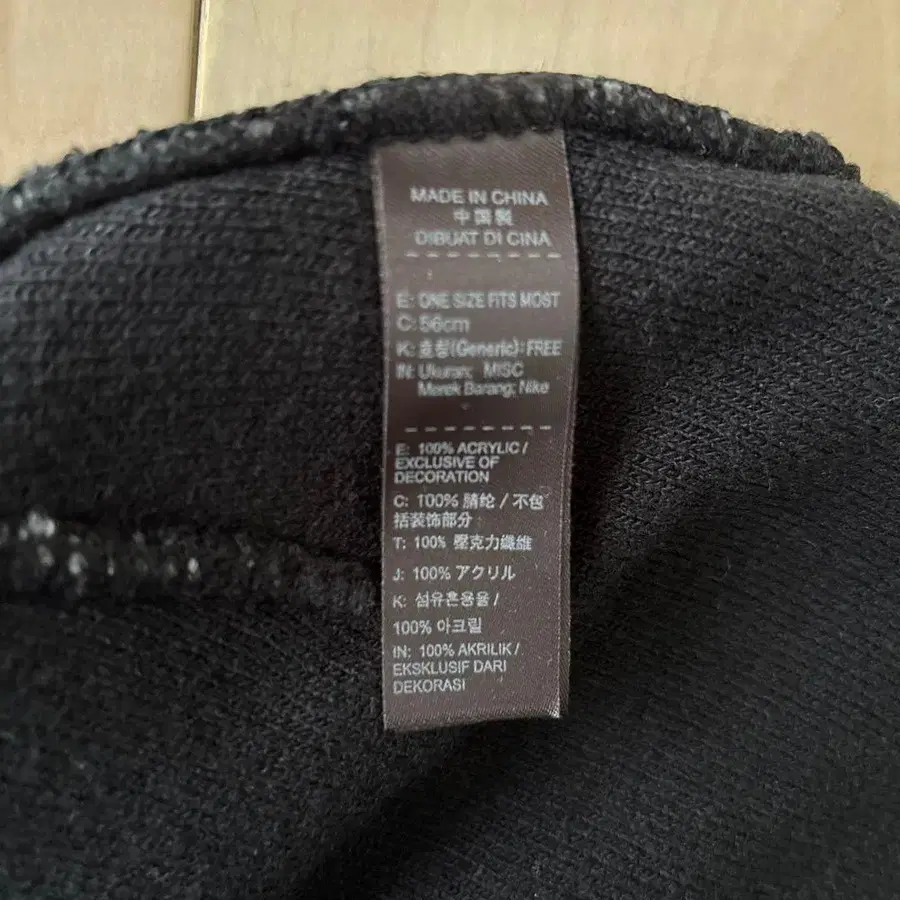 MADE IN CHINA
中国製
DIBUAT DI CINA
E: ONE SIZE FITS MOST
C: 56cm
K: 호칭(Generic): FREE
IN: Ukuran: MISC
Merek Barang: Nike
E: 100% ACRYLIC /
EXCLUSIVE OF
DECORATION
C: 100% 腈纶 / 不包
括装饰部分
T: 100% 壓克力纖維
J: 100% アクリル
K: 섬유혼용율 /
100% 아크릴
IN: 100% AKRILIK /
EKSKLUSIF DARI
DEKORASI